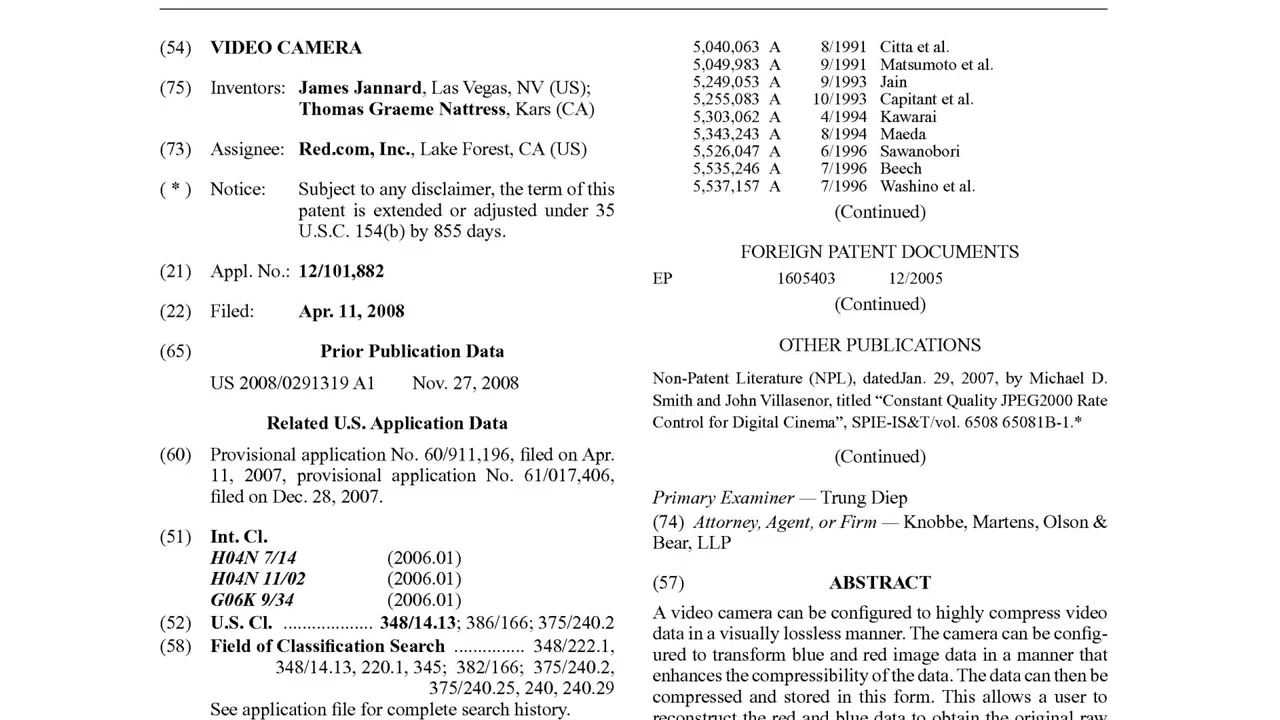 (54) VIDEO CAMERA
(75) Inventors: James Jannard, Las Vegas, NV (US);
Thomas Graeme Nattress, Kars (CA)
(73) Assignee: Red.com, Inc., Lake Forest, CA (US)
( * ) Notice: Subject to any disclaimer, the term of this
patent is extended or adjusted under 35
U.S.C. 154(b) by 855 days.
(21) Appl. No.: 12/101,882
(22) Filed: Apr. 11, 2008
(65) Prior Publication Data
US 2008/0291319 A1 Nov. 27, 2008
Related U.S. Application Data
(60) Provisional application No. 60/911,196, filed on Apr.
11, 2007, provisional application No. 61/017,406,
filed on Dec. 28, 2007.
(51) Int. Cl.
H04N 7/14 (2006.01)
H04N 11/02 (2006.01)
G06K 9/34 (2006.01)
(52) U.S. Cl. ................... 348/14.13; 386/166; 375/240.2
(58) Field of Classification Search ............... 348/222.1,
348/14.13, 220.1, 345; 382/166; 375/240.2,
375/240.25, 240, 240.29
See application file for complete search history.
5,040,063 A 8/1991 Citta et al.
5,049,983 A 9/1991 Matsumoto et al.
5,249,053 A 9/1993 Jain
5,255,083 A 10/1993 Capitant et al.
5,303,062 A 4/1994 Kawarai
5,343,243 A 8/1994 Maeda
5,526,047 A 6/1996 Sawanobori
5,535,246 A 7/1996 Beech
5,537,157 A 7/1996 Washino et al.
(Continued)
FOREIGN PATENT DOCUMENTS
EP 1605403 12/2005
(Continued)
OTHER PUBLICATIONS
Non-Patent Literature (NPL), datedJan. 29, 2007, by Michael D.
Smith and John Villasenor, titled “Constant Quality JPEG2000 Rate
Control for Digital Cinema”, SPIE-IS&T/vol. 6508 65081B-1.*
(Continued)
Primary Examiner — Trung Diep
(74) Attorney, Agent, or Firm — Knobbe, Martens, Olson &
Bear, LLP
(57) ABSTRACT
A video camera can be configured to highly compress video
data in a visually lossless manner. The camera can be config-
ured to transform blue and red image data in a manner that
enhances the compressibility of the data. The data can then be
compressed and stored in this form. This allows a user to
reconstruct the red and blue data to obtain the original raw